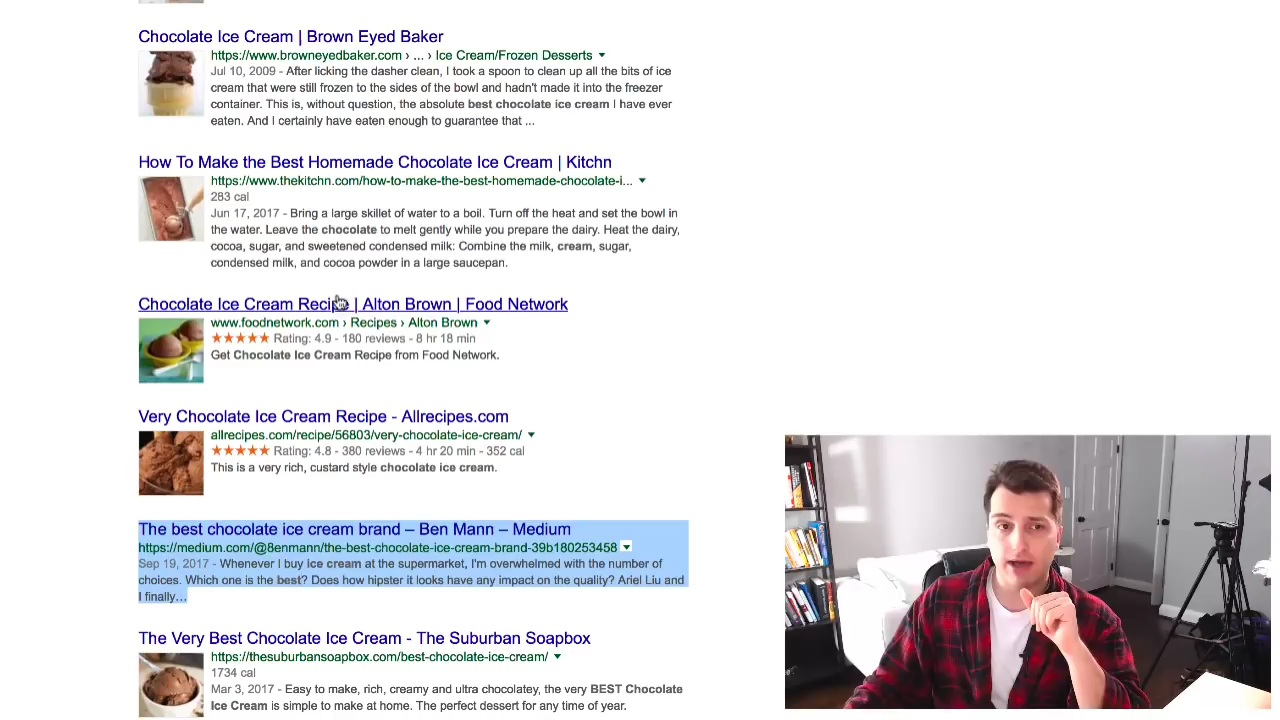 Chocolate Ice Cream | Brown Eyed Baker
https://www.browneyedbaker.com › ... › Ice Cream/Frozen Desserts
Jul 10, 2009 - After licking the dasher clean, I took a spoon to clean up all the bits of ice
cream that were still frozen to the sides of the bowl and hadn't made it into the freezer
container. This is, without question, the absolute best chocolate ice cream I have ever
eaten. And I certainly have eaten enough to guarantee that ...
How To Make the Best Homemade Chocolate Ice Cream | Kitchn
https://www.thekitchn.com/how-to-make-the-best-homemade-chocolate-i...
283 cal
Jun 17, 2017 - Bring a large skillet of water to a boil. Turn off the heat and set the bowl in
the water. Leave the chocolate to melt gently while you prepare the dairy. Heat the dairy,
cocoa, sugar, and sweetened condensed milk: Combine the milk, cream, sugar,
condensed milk, and cocoa powder in a large saucepan.
Chocolate Ice Cream Recipe | Alton Brown | Food Network
www.foodnetwork.com › Recipes › Alton Brown
★★★★★ Rating: 4.9 - 180 reviews - 8 hr 18 min
Get Chocolate Ice Cream Recipe from Food Network.
Very Chocolate Ice Cream Recipe - Allrecipes.com
allrecipes.com/recipe/56803/very-chocolate-ice-cream/
★★★★★ Rating: 4.8 - 380 reviews - 4 hr 20 min - 352 cal
This is a very rich, custard style chocolate ice cream.
The best chocolate ice cream brand – Ben Mann – Medium
https://medium.com/@8enmann/the-best-chocolate-ice-cream-brand-39b180253458
Sep 19, 2017 - Whenever I buy ice cream at the supermarket, I'm overwhelmed with the number of
choices. Which one is the best? Does how hipster it looks have any impact on the quality? Ariel Liu and
I finally...
The Very Best Chocolate Ice Cream - The Suburban Soapbox
https://thesuburbansoapbox.com/best-chocolate-ice-cream/
1734 cal
Mar 3, 2017 - Easy to make, rich, creamy and ultra chocolatey, the very BEST Chocolate
Ice Cream is simple to make at home. The perfect dessert for any time of year.